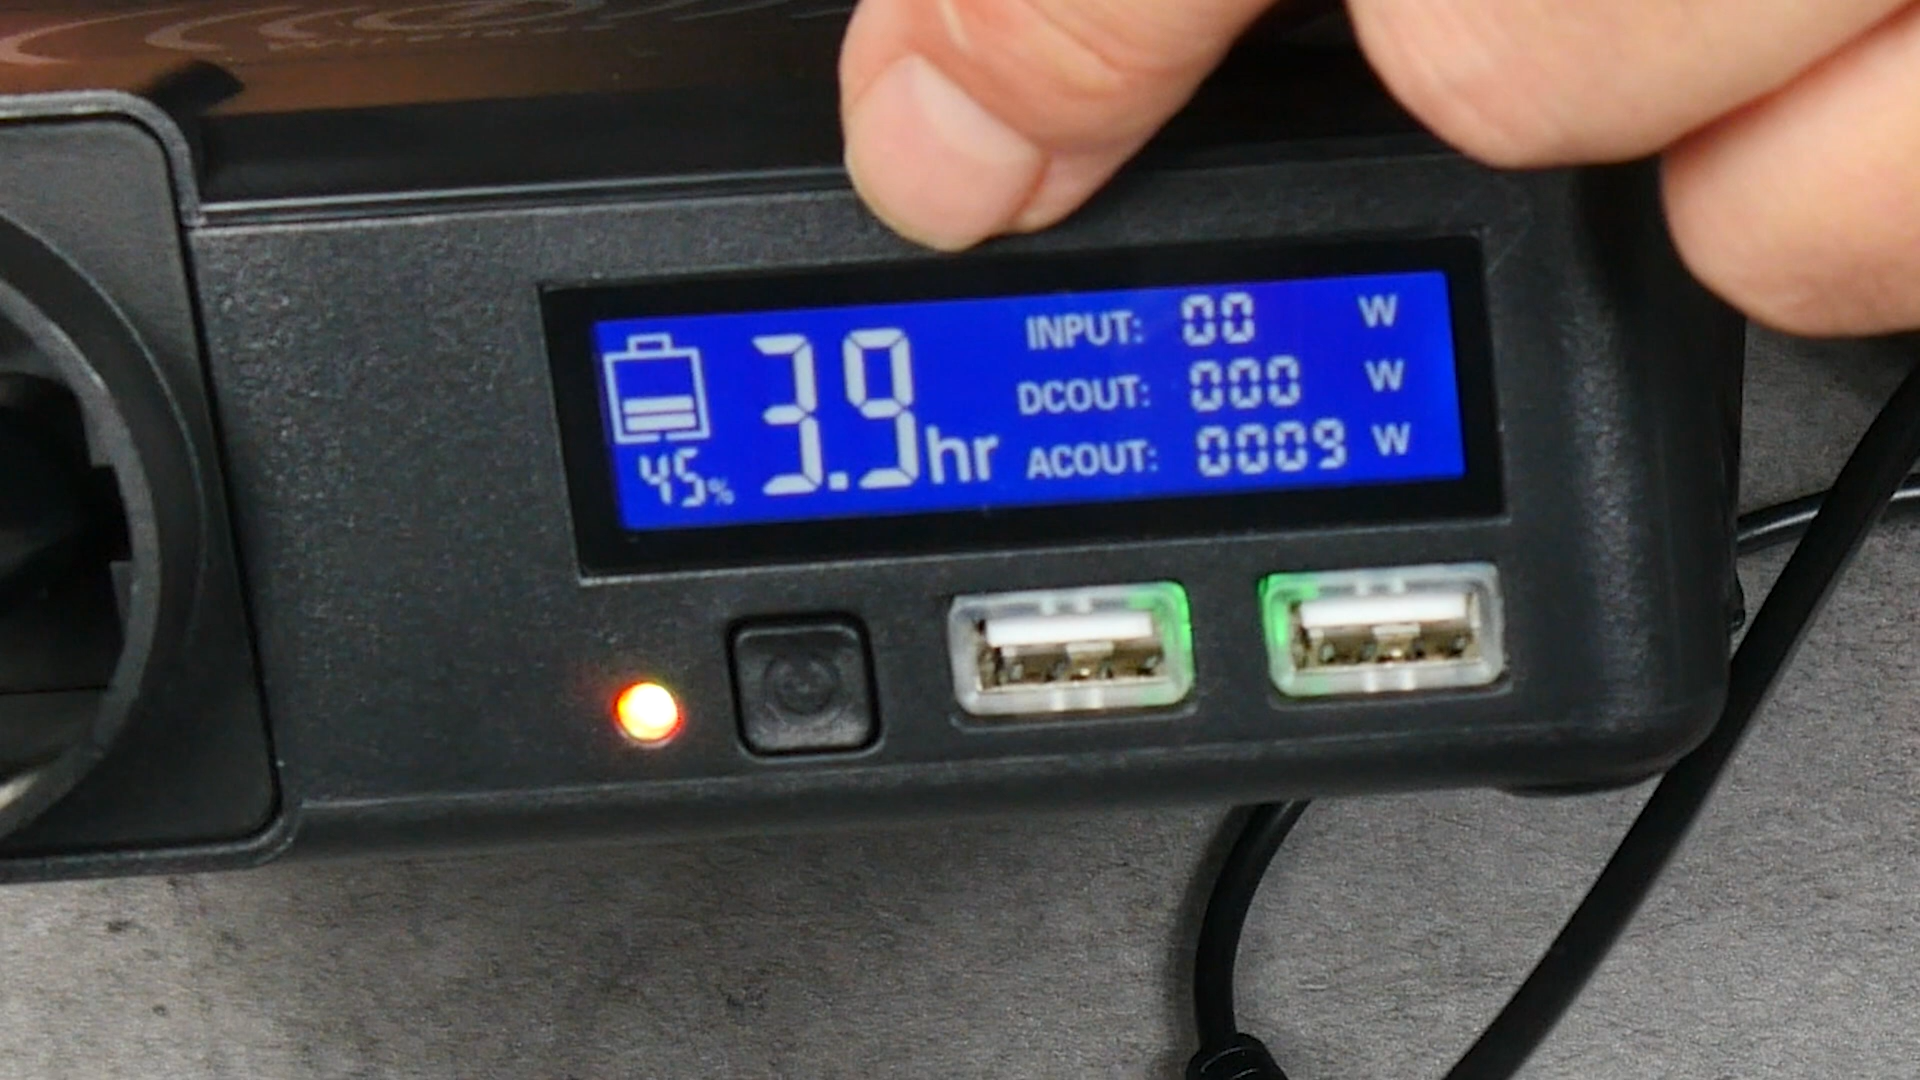 45%
3.9hr
INPUT: 00 W
DCOUT: 000 W
ACOUT: 0009 W